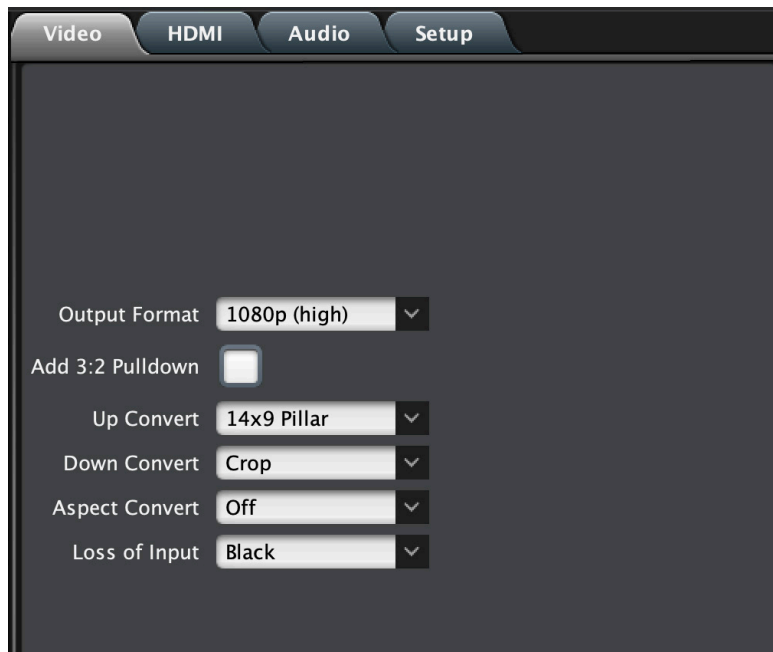 Video HDMI Audio Setup
Output Format 1080p (high)
Add 3:2 Pulldown
Up Convert 14x9 Pillar
Down Convert Crop
Aspect Convert Off
Loss of Input Black